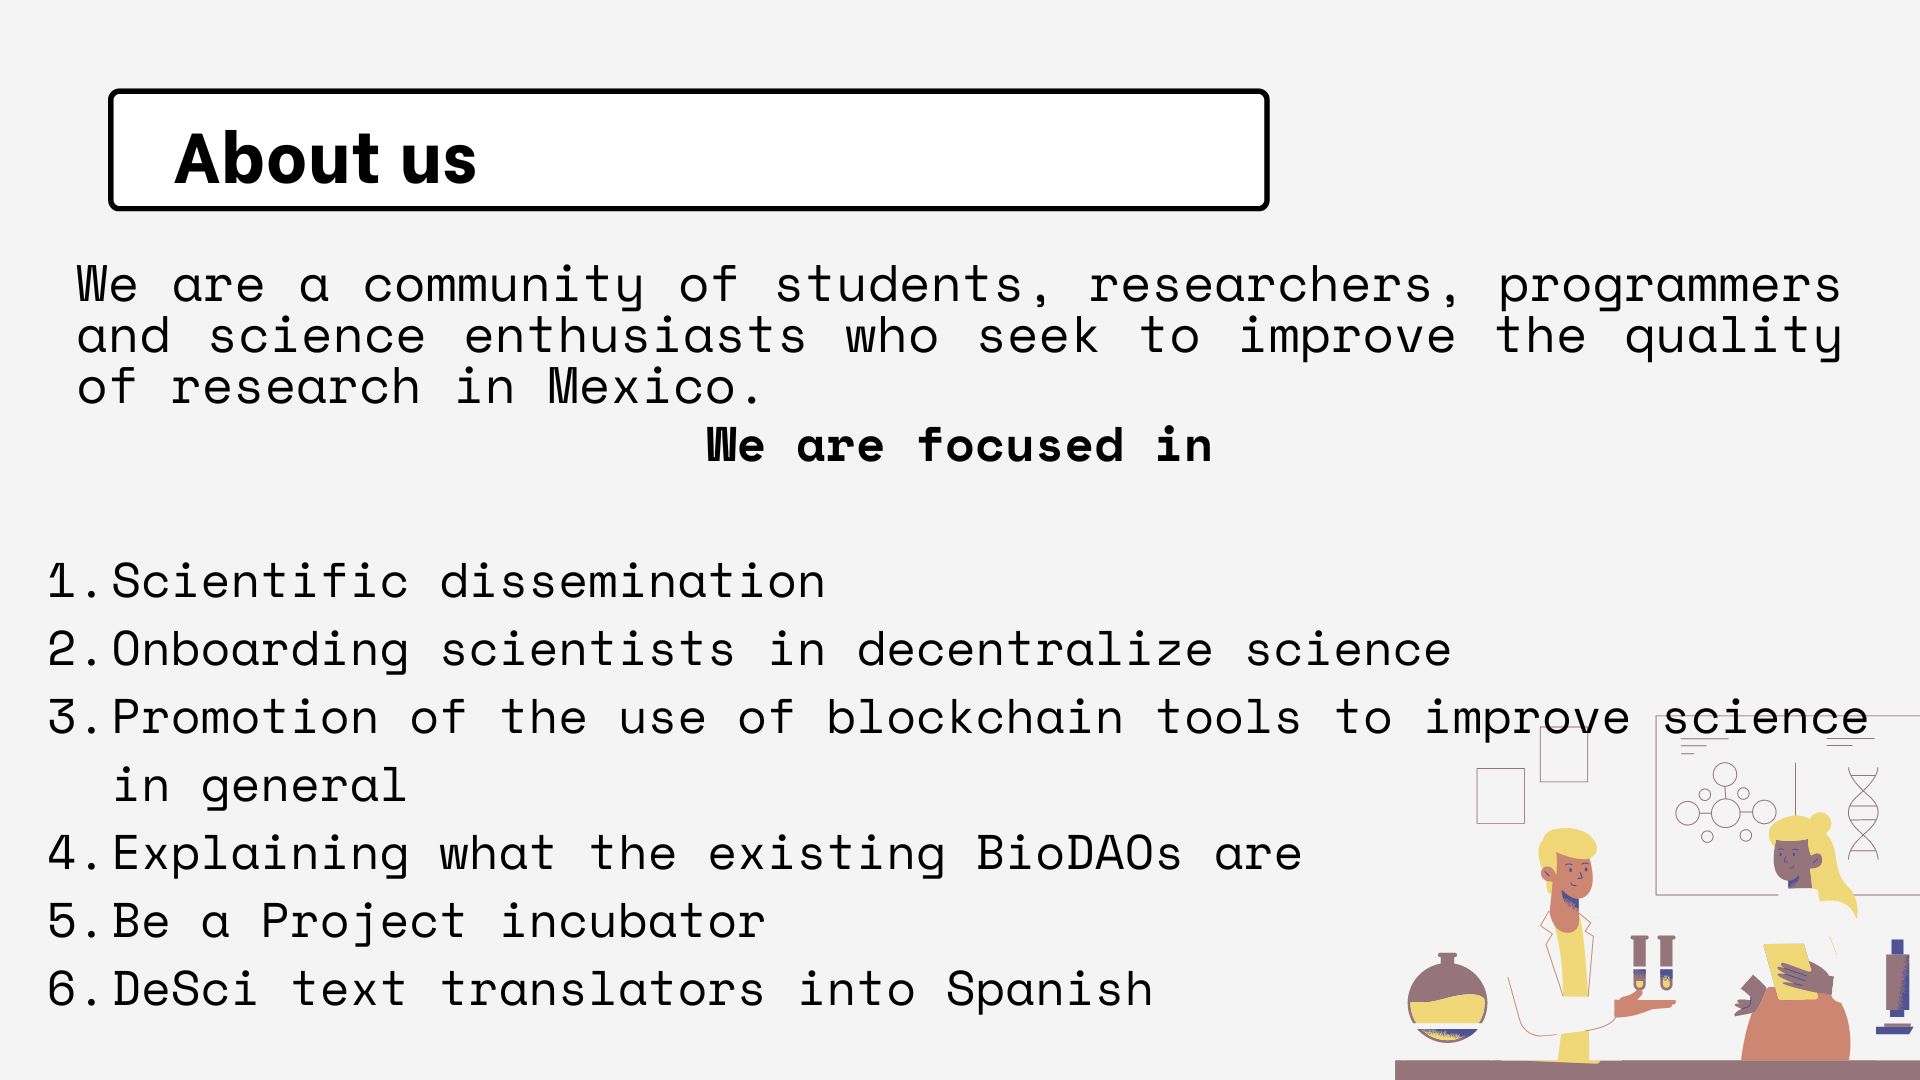 About us
We are a community of students, researchers, programmers
and science enthusiasts who seek to improve the quality
of research in Mexico.
We are focused in
1. Scientific dissemination
2. Onboarding scientists in decentralize science
3. Promotion of the use of blockchain tools to improve science
in general
4. Explaining what the existing BioDAOs are
5. Be a Project incubator
6. DeSci text translators into Spanish